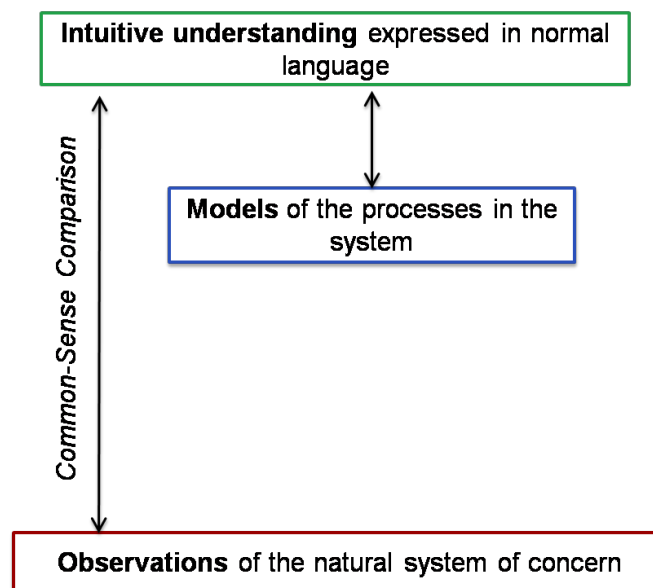 Intuitive understanding expressed in normal
language
Common-Sense Comparison
Models of the processes in the
system
Observations of the natural system of concern